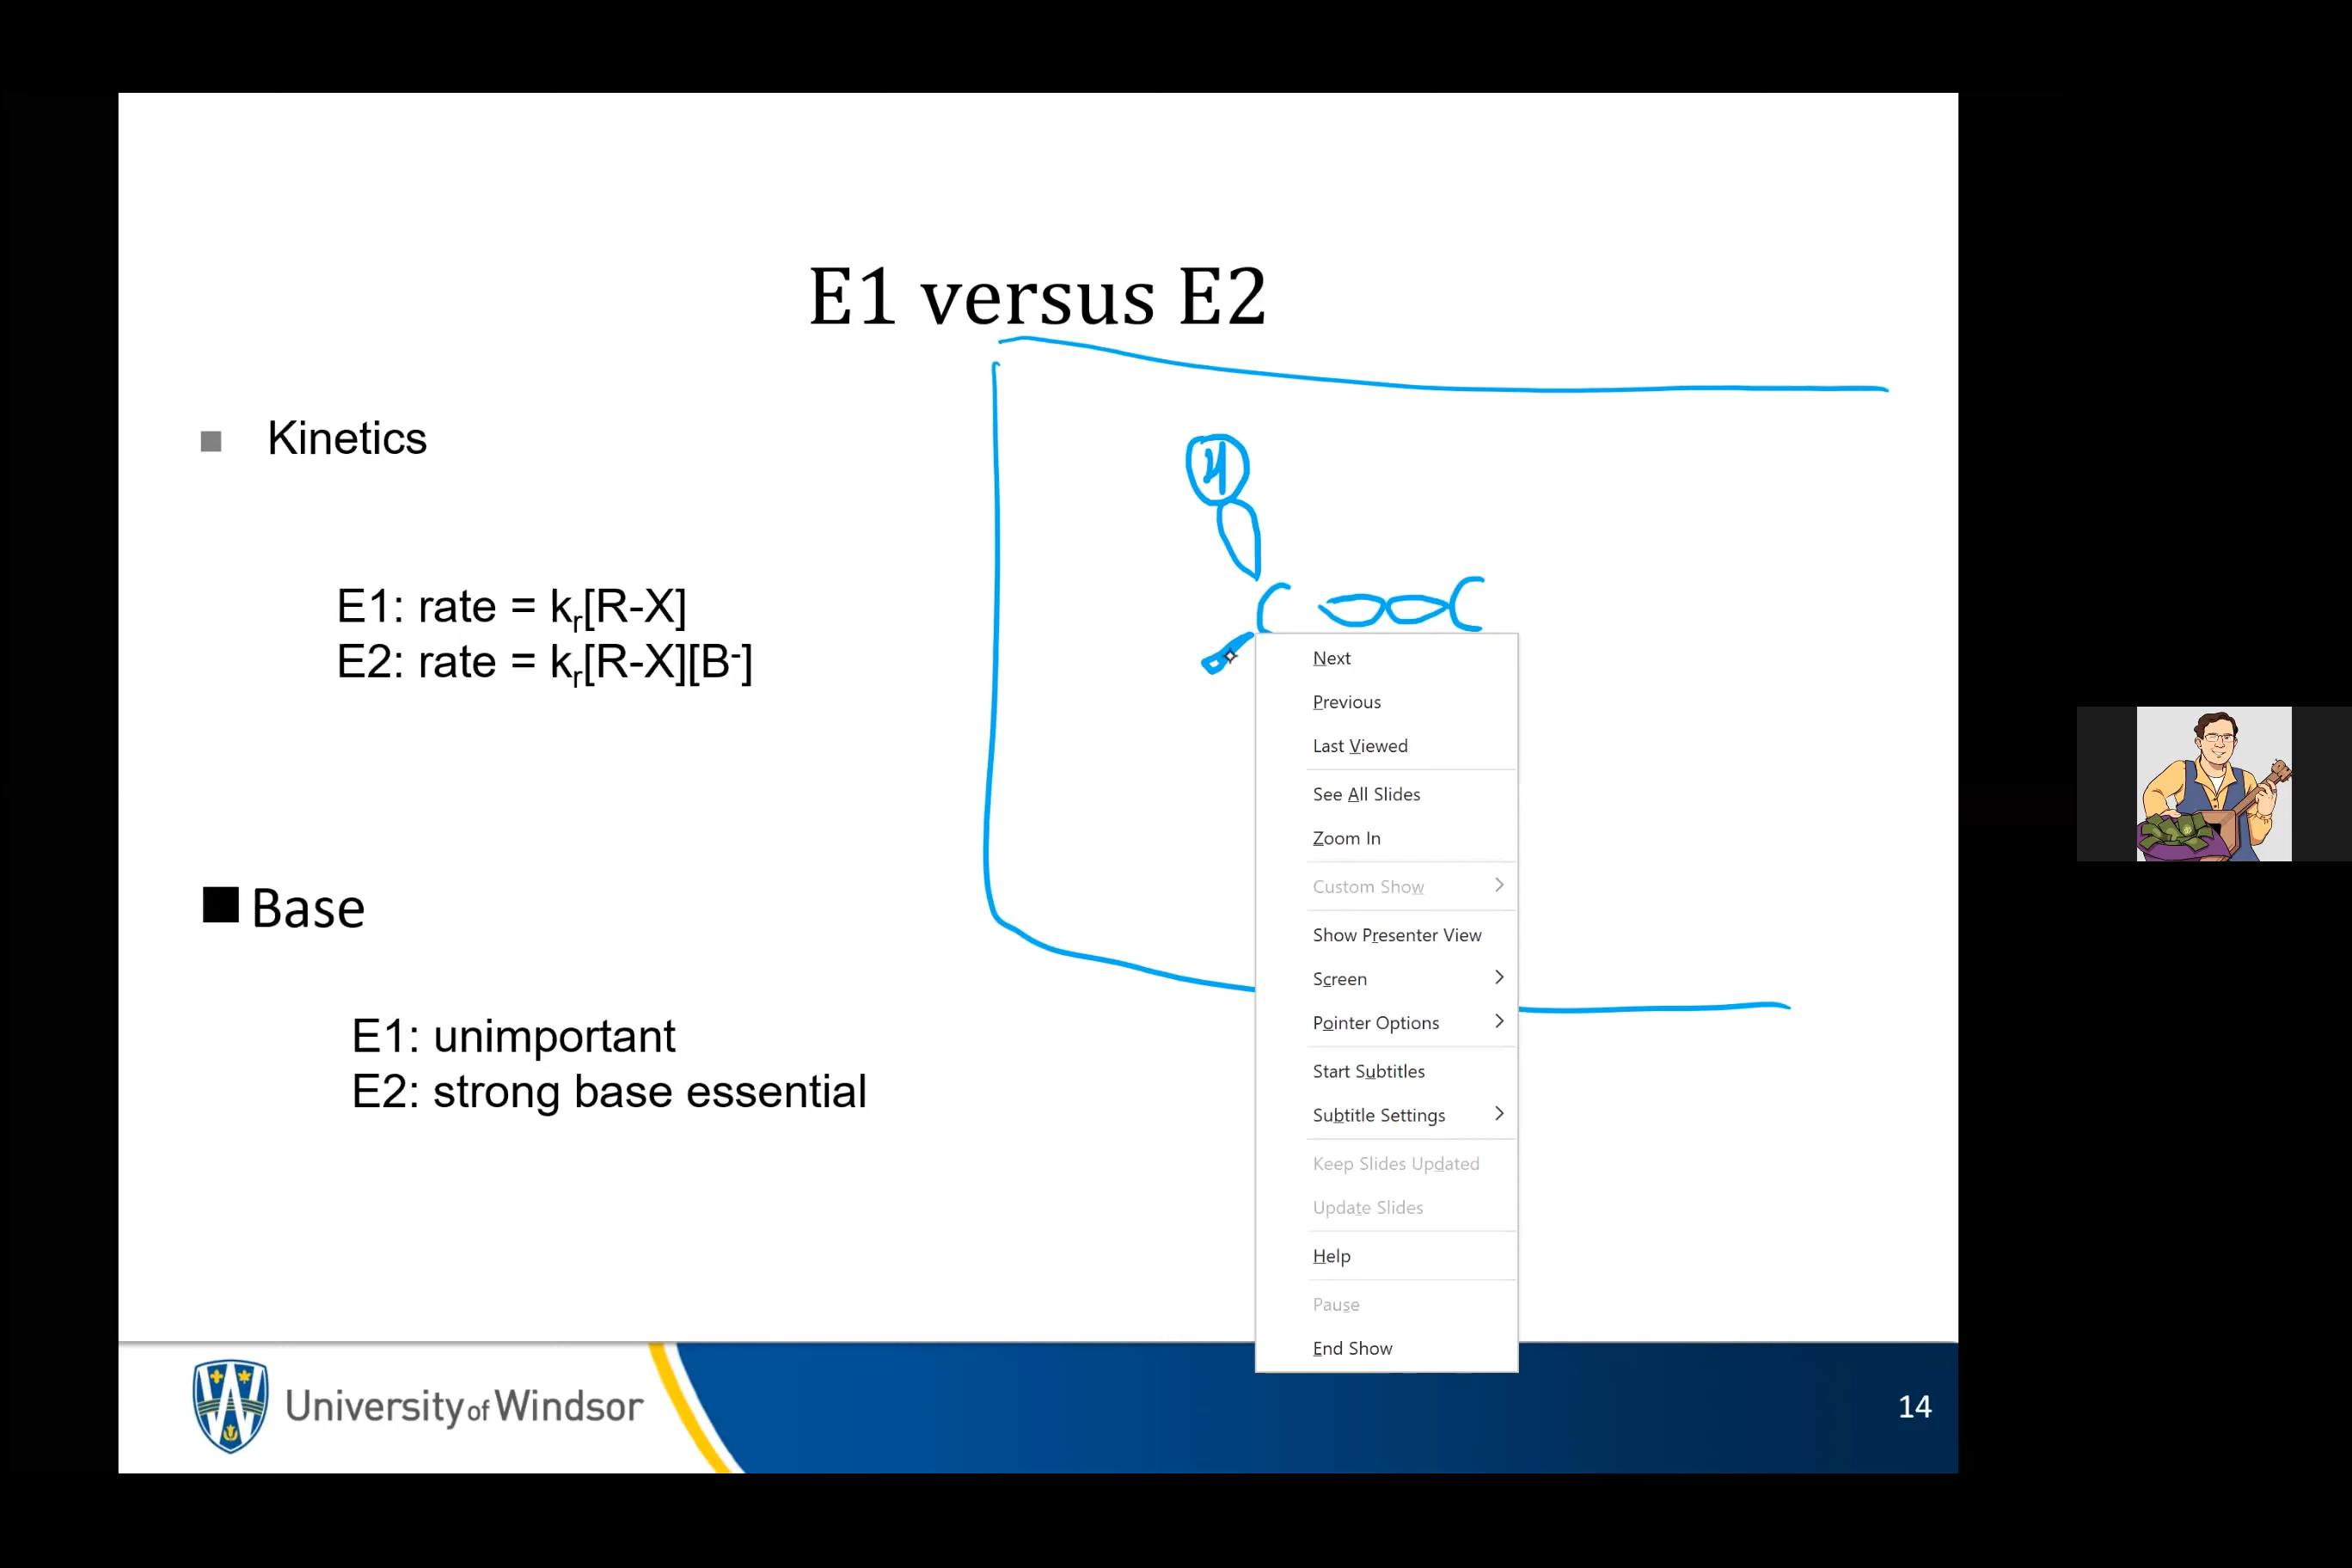 E1 versus E2
Kinetics
E1: rate = kr[R-X]
E2: rate = kr[R-X][B-]
Base
E1: unimportant
E2: strong base essential
H
C C
Next
Previous
Last Viewed
See All Slides
Zoom In
Custom Show
Show Presenter View
Screen
Pointer Options
Start Subtitles
Subtitle Settings
Keep Slides Updated
Update Slides
Help
Pause
End Show
University of Windsor
14